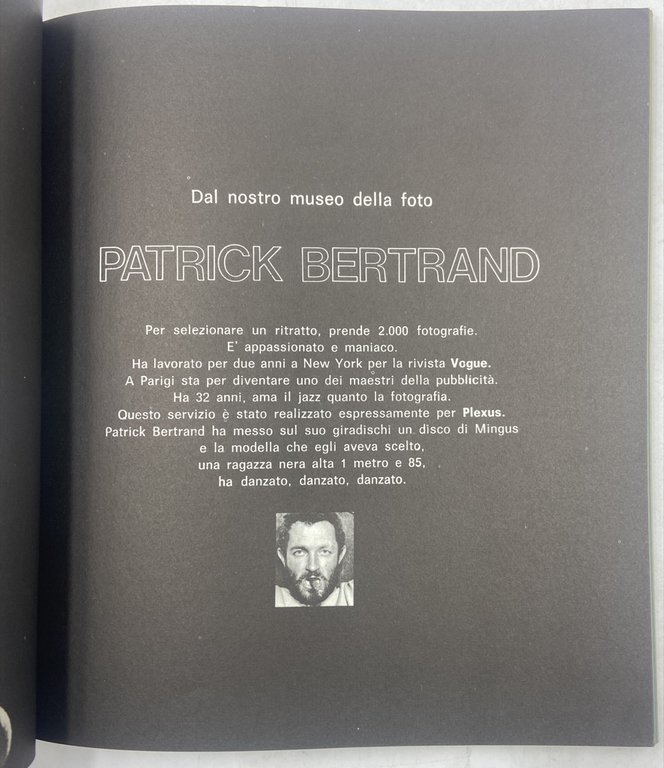 Dal nostro museo della foto
PATRICK BERTRAND
Per selezionare un ritratto, prende 2.000 fotografie.
E' appassionato e maniaco.
Ha lavorato per due anni a New York per la rivista Vogue.
A Parigi sta per diventare uno dei maestri della pubblicità.
Ha 32 anni, ama il jazz quanto la fotografia.
Questo servizio è stato realizzato espressamente per Plexus.
Patrick Bertrand ha messo sul suo giradischi un disco di Mingus
e la modella che egli aveva scelto,
una ragazza nera alta 1 metro e 85,
ha danzato, danzato, danzato.